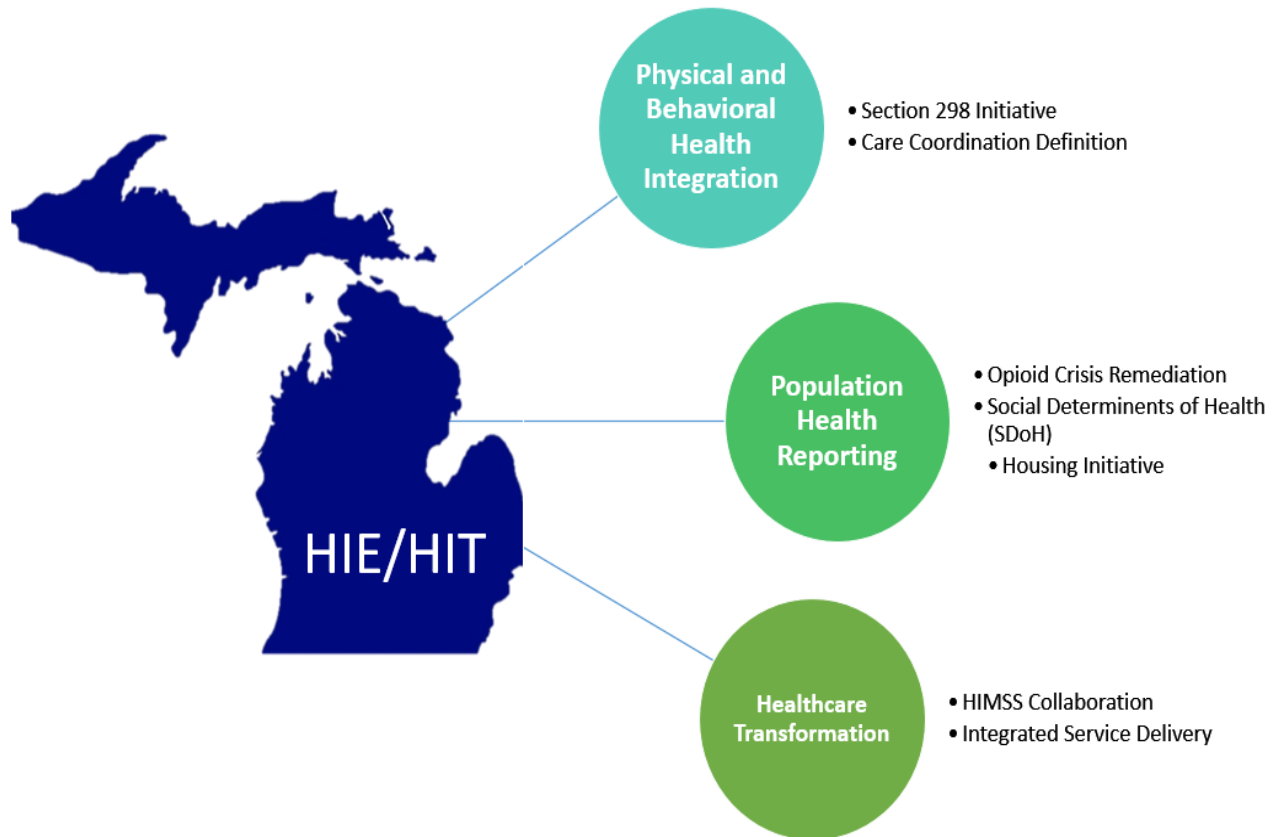 Physical and
Behavioral
Health
Integration
• Section 298 Initiative
• Care Coordination Definition
Population
Health
Reporting
• Opioid Crisis Remediation
• Social Determinents of Health
(SDoH)
• Housing Initiative
HIE/HIT
Healthcare
Transformation
• HIMSS Collaboration
• Integrated Service Delivery